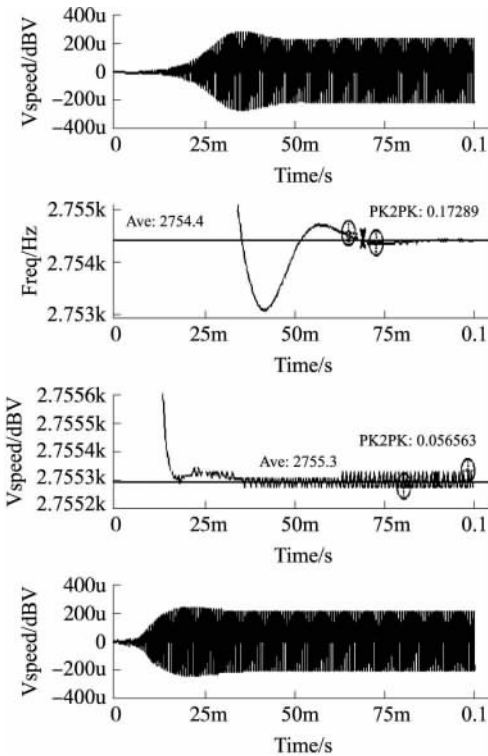 400u
200u
0
−200u
−400u
Vspeed/dBV
0 25m 50m 75m 0.1
Time/s
2.755k
2.754k
2.753k
Freq/Hz
Ave: 2754.4
PK2PK: 0.17289
0 25m 50m 75m 0.1
Time/s
2.7556k
2.7555k
2.7554k
2.7553k
2.7552k
Vspeed/dBV
PK2PK: 0.056563
Ave: 2755.3
0 25m 50m 75m 0.1
Time/s
400u
200u
0
−200u
−400u
Vspeed/dBV
0 25m 50m 75m 0.1
Time/s